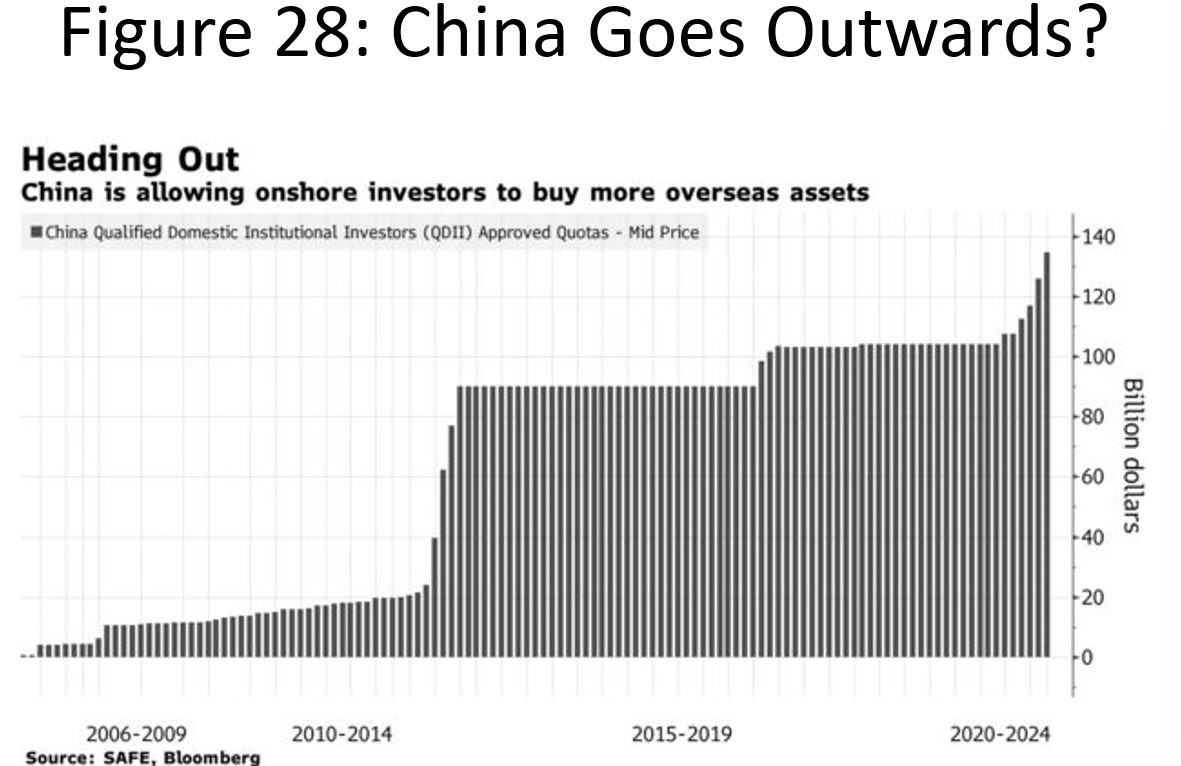 Figure 28: China Goes Outwards?
Heading Out
China is allowing onshore investors to buy more overseas assets
China Qualified Domestic Institutional Investors (QDII) Approved Quotas - Mid Price
140
120
100
80
60
40
20
0
Billion dollars
2006-2009 2010-2014 2015-2019 2020-2024
Source: SAFE, Bloomberg